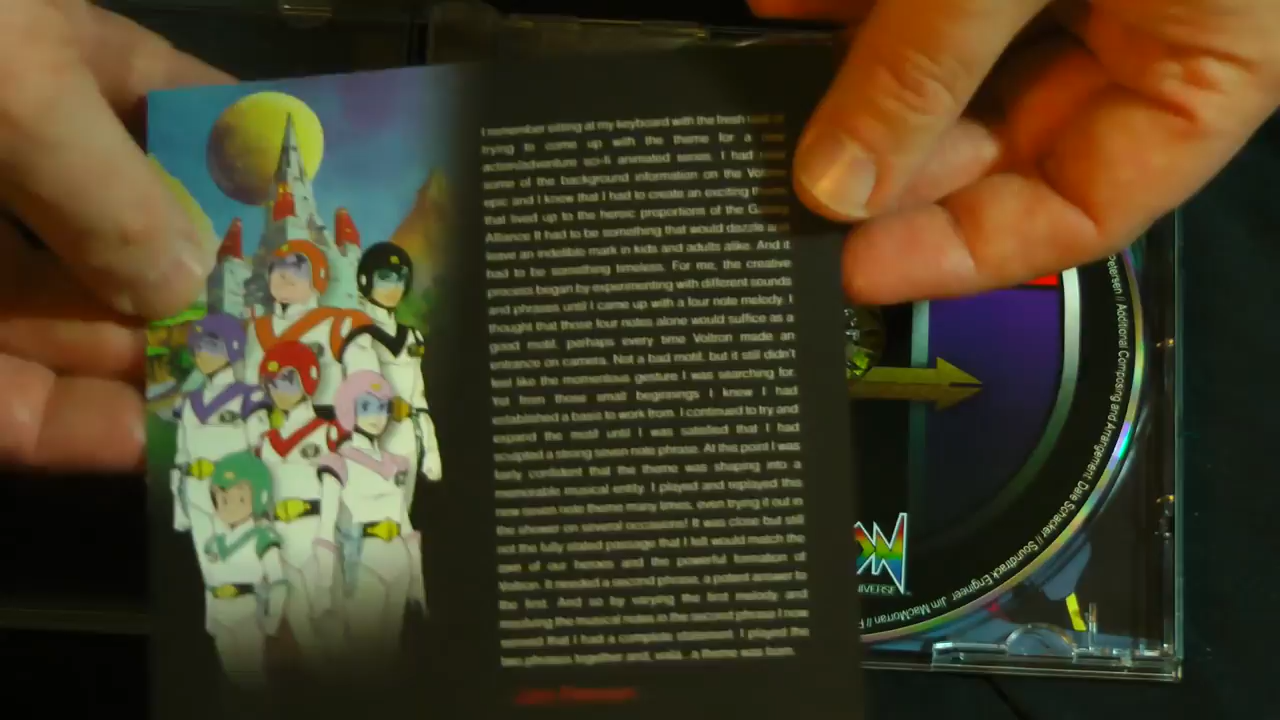 I remember sitting at my keyboard with the fresh
trying to come up with the theme for a
action/adventure sci-fi animated series. I had
some of the background information on the
epic and I knew that I had to create an exciting
that lived up to the heroic proportions of the
Alliance It had to be something that would dazzle
leave an indelible mark in kids and adults alike. And it
had to be something timeless. For me, the creative
process began by experimenting with different sounds
and phrases until I came up with a four note melody. I
thought that those four notes alone would suffice as a
good motif, perhaps every time Voltron made an
entrance on camera. Not a bad motif, but it still didn't
feel like the momentous gesture I was searching for.
Yet from those small beginnings I knew I had
established a basis to work from. I continued to try and
expand the motif until I was satisfied that I had
sculpted a strong seven note phrase. At this point I was
fairly confident that the theme was shaping into a
memorable musical entity. I played and replayed this
new seven note theme many times, even trying it out in
the shower on several occasions! It was close but still
not the fully stated passage that I felt would match the
awe of our heroes and the powerful formation of
Voltron. It needed a second phrase, a potent answer to
the first. And so by varying the first melody and
resolving the musical notes in the second phrase I now
sensed that I had a complete statement. I played the
two phrases together and, voila, a theme was born.
petersen // Additional Composing and Arrangement: Dale Schacker // Soundtrack Engineer: Jim MacMorran //